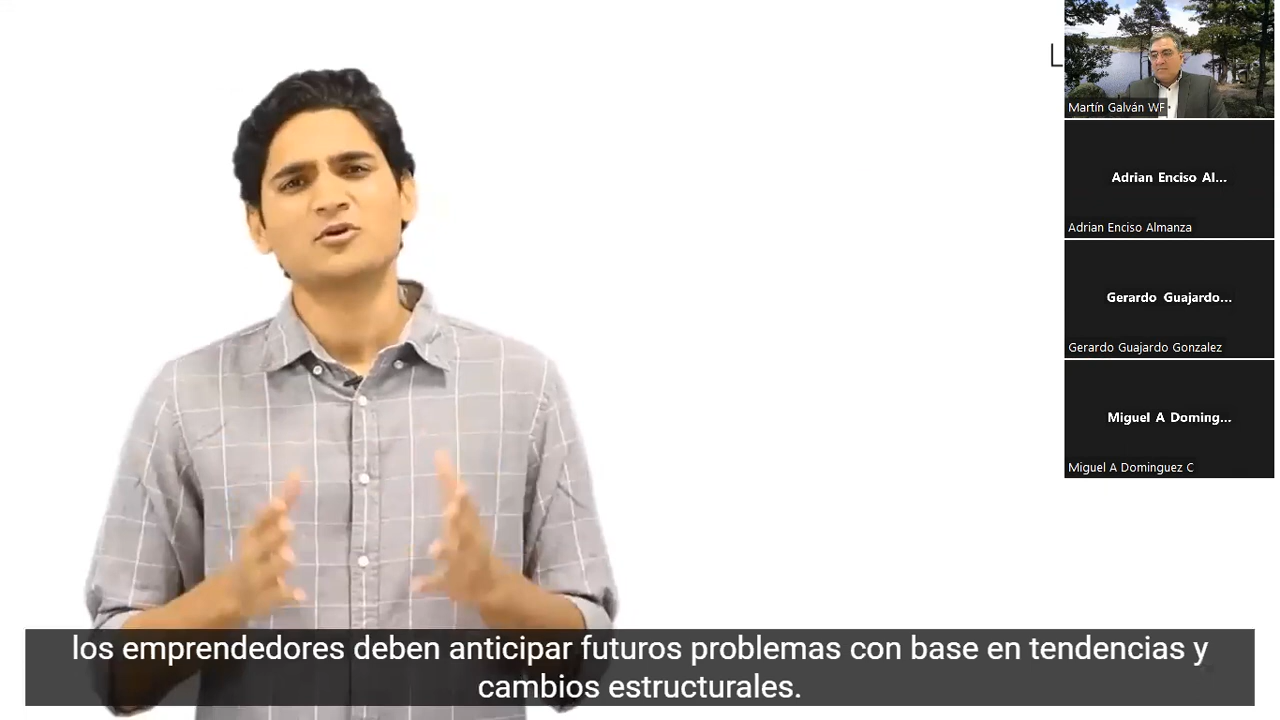 L
Martín Galván WF
Adrian Enciso Al...
Adrian Enciso Almanza
Gerardo Guajardo...
Gerardo Guajardo Gonzalez
Miguel A Doming...
Miguel A Dominguez C
los emprendedores deben anticipar futuros problemas con base en tendencias y
cambios estructurales.